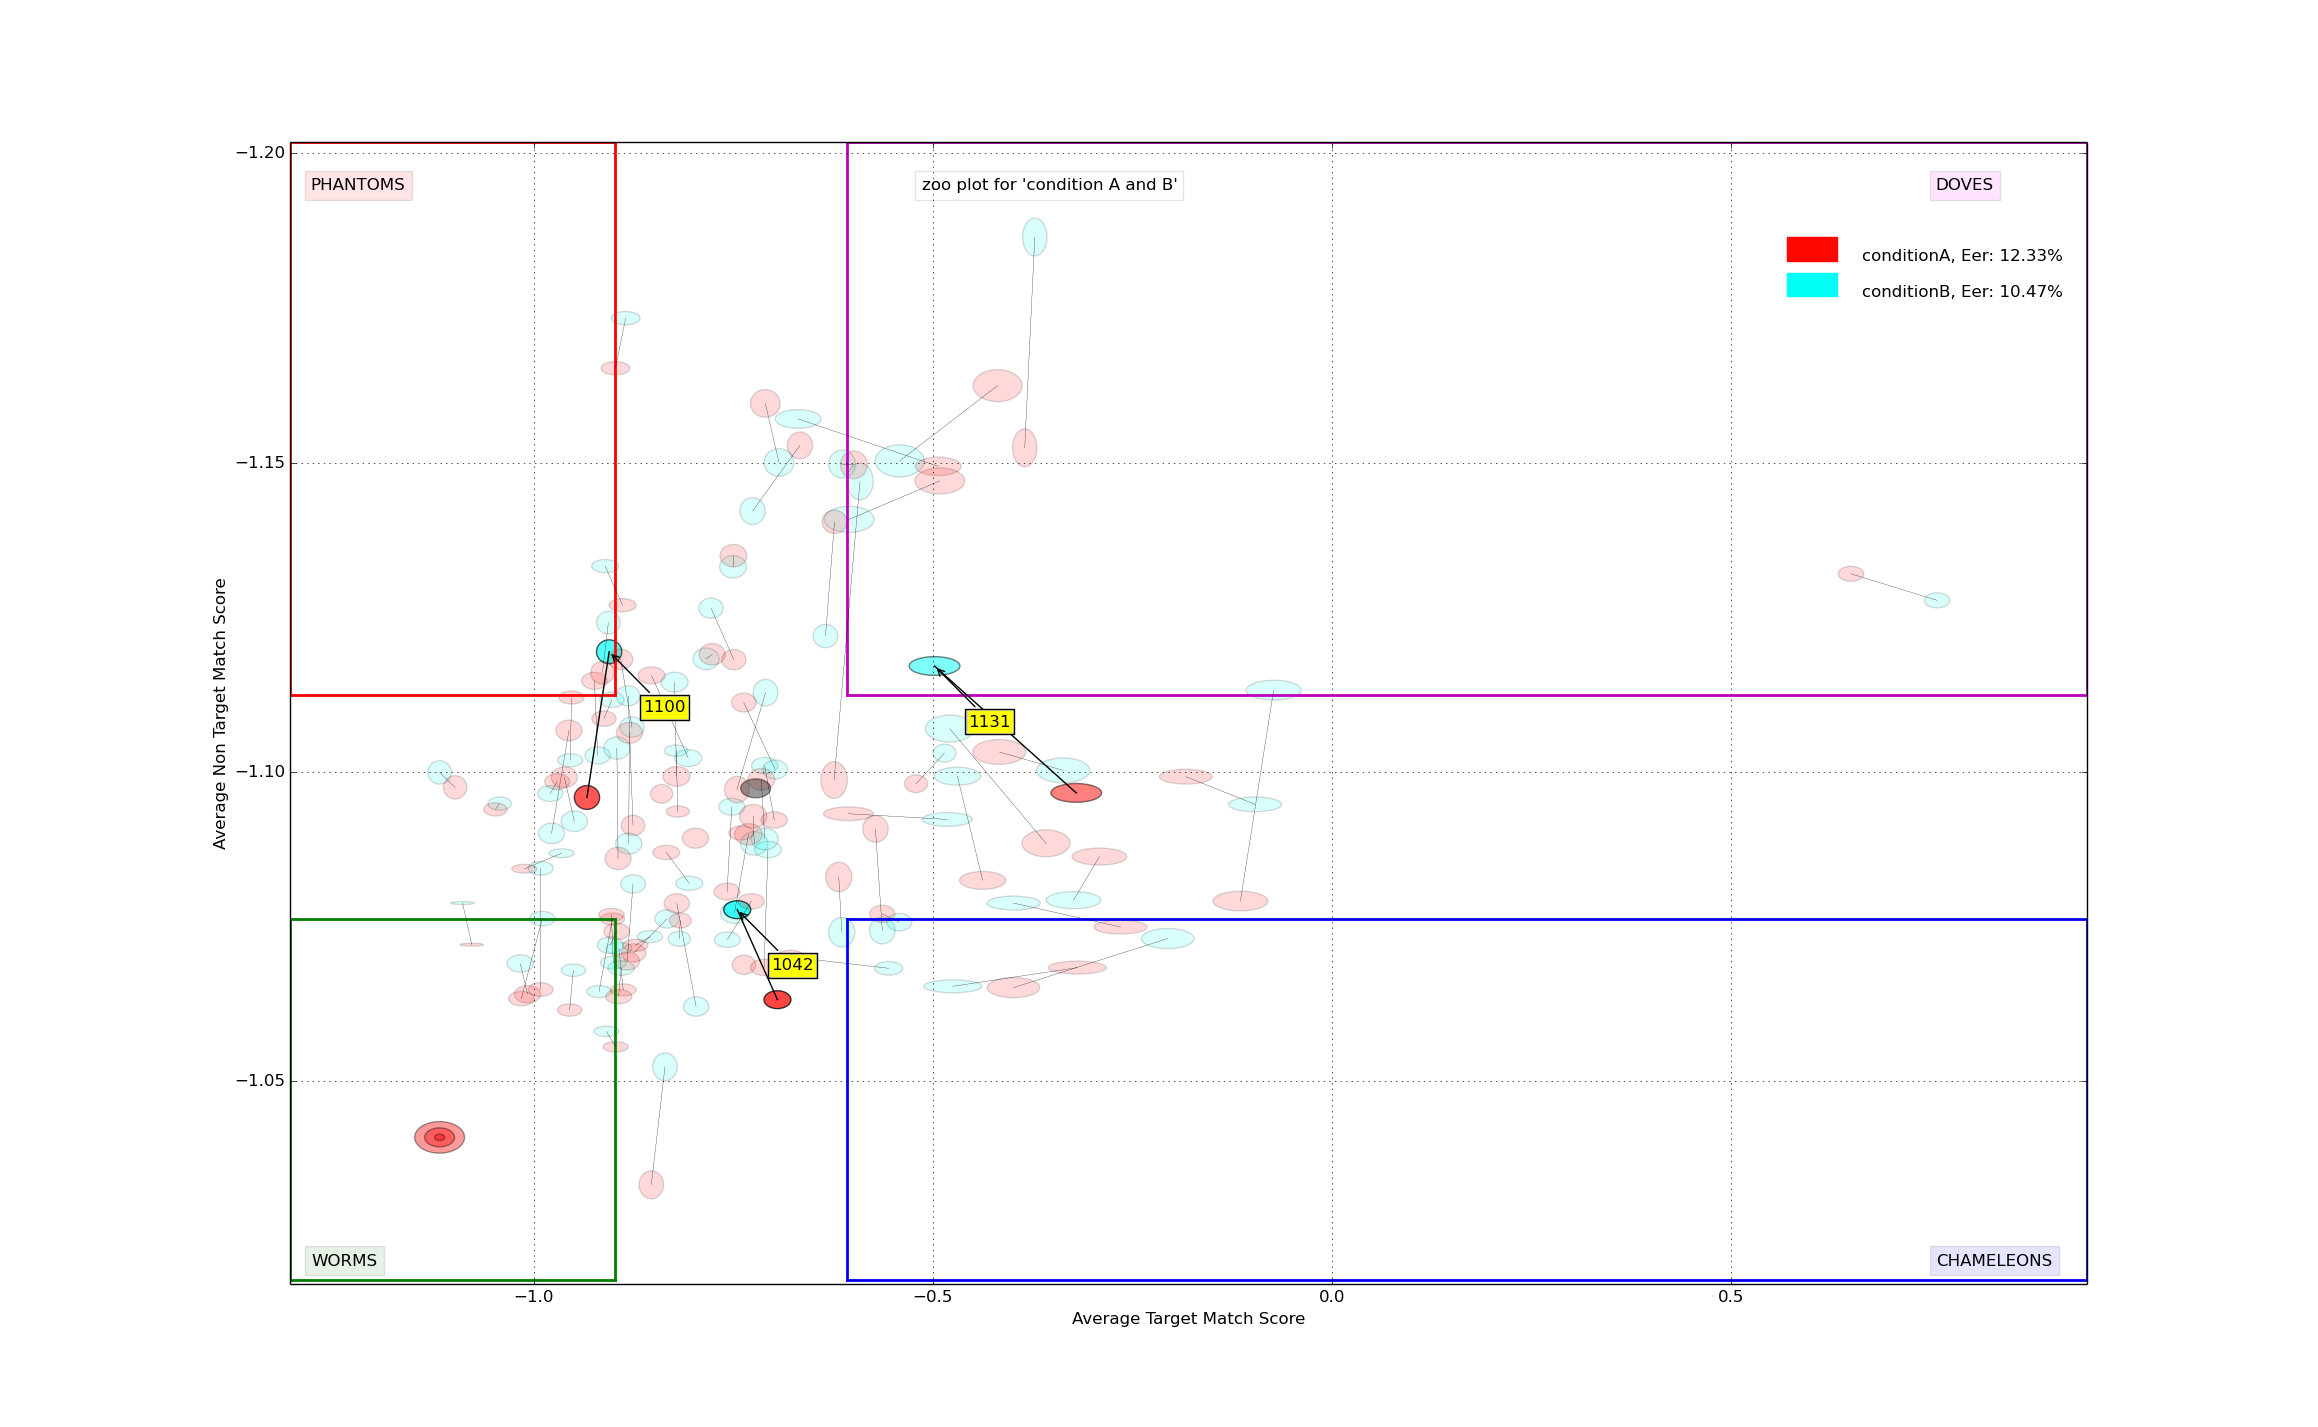 −1.20
PHANTOMS
zoo plot for 'condition A and B'
DOVES
conditionA, Eer: 12.33%
conditionB, Eer: 10.47%
−1.15
1100
1131
−1.10
Average Non Target Match Score
1042
−1.05
WORMS
CHAMELEONS
−1.0
−0.5
0.0
0.5
Average Target Match Score